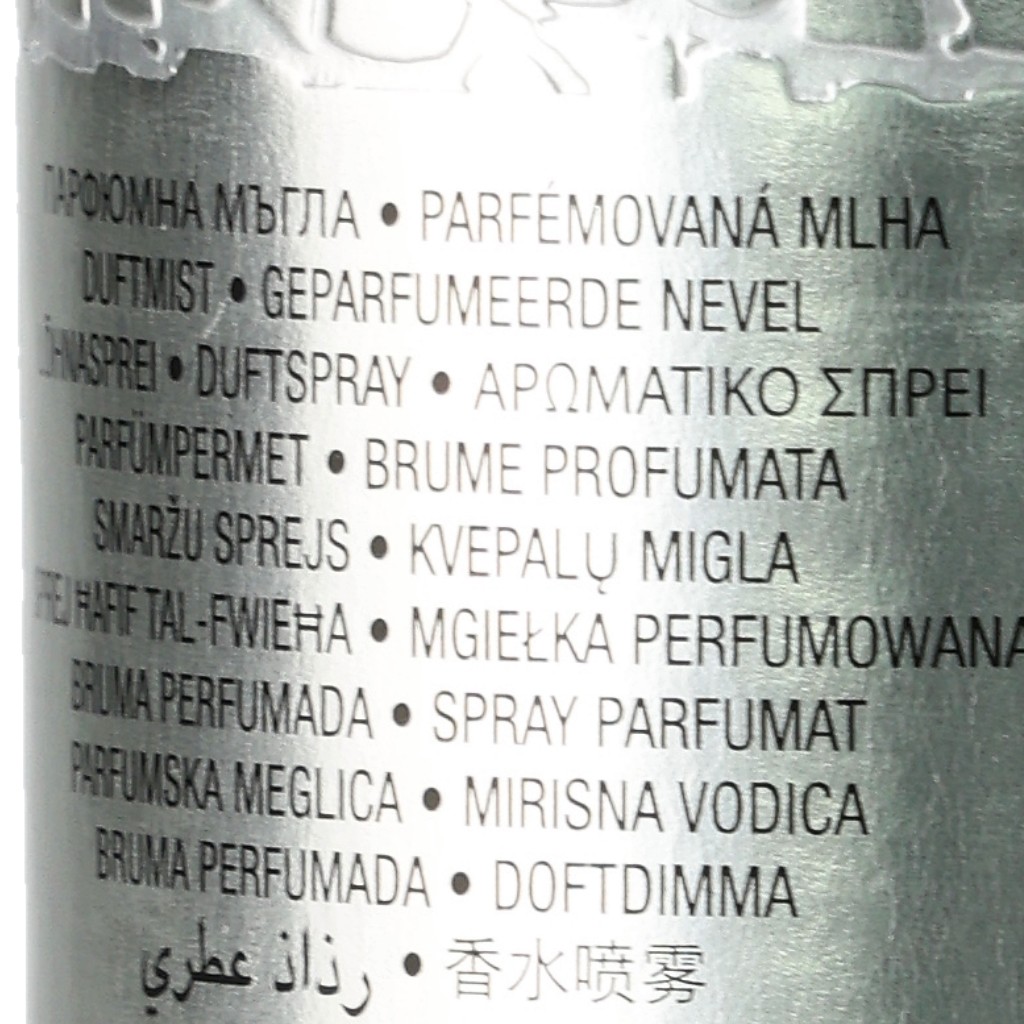 ПАРФЮМНА МЪГЛА • PARFÉMOVANÁ MLHA
DUFTMIST • GEPARFUMEERDE NEVEL
DUFTSPRAY • ΑΡΩΜΑΤΙΚΟ ΣΠΡΕΙ
PARFÜMPERMET • BRUME PROFUMATA
SMARŽU SPREJS • KVEPALŲ MIGLA
ĦAFIF TAL-FWIEĦA • MGIEŁKA PERFUMOWANA
BRUMA PERFUMADA • SPRAY PARFUMAT
PARFUMSKA MEGLICA • MIRISNA VODICA
BRUMA PERFUMADA • DOFTDIMMA
رذاذ عطري • 香水喷雾